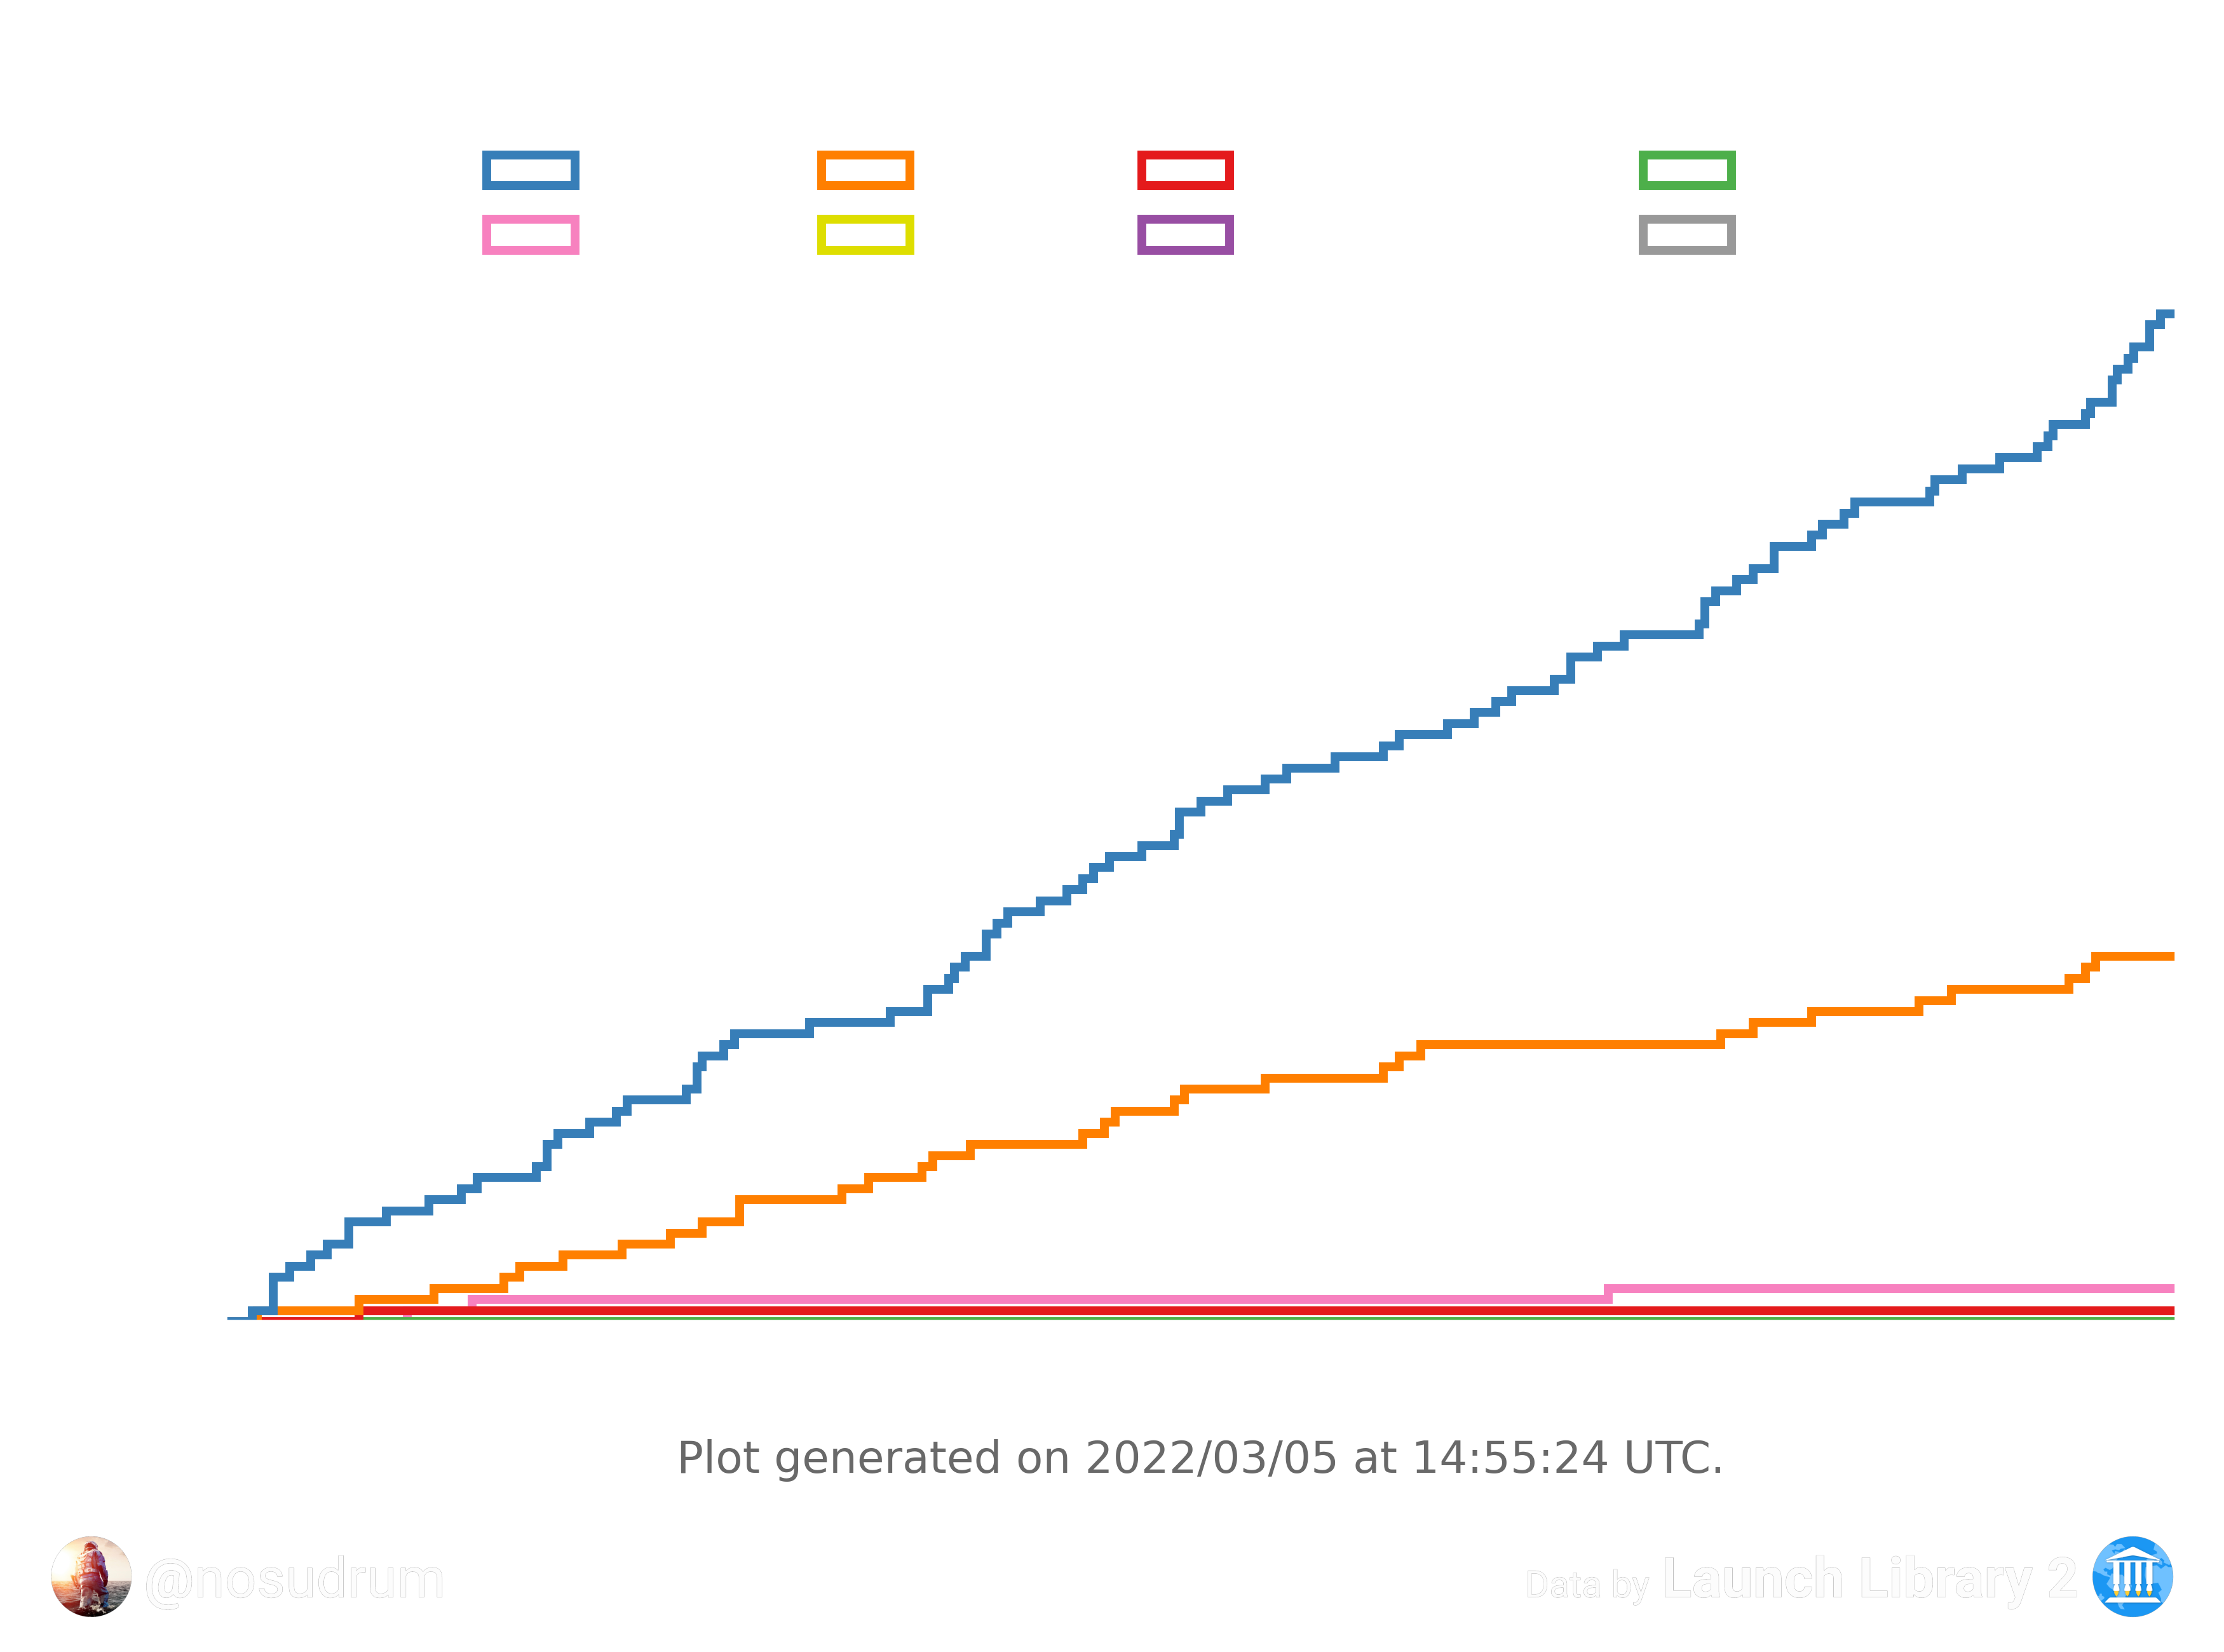 Plot generated on 2022/03/05 at 14:55:24 UTC.
@nosudrum
Data by Launch Library 2